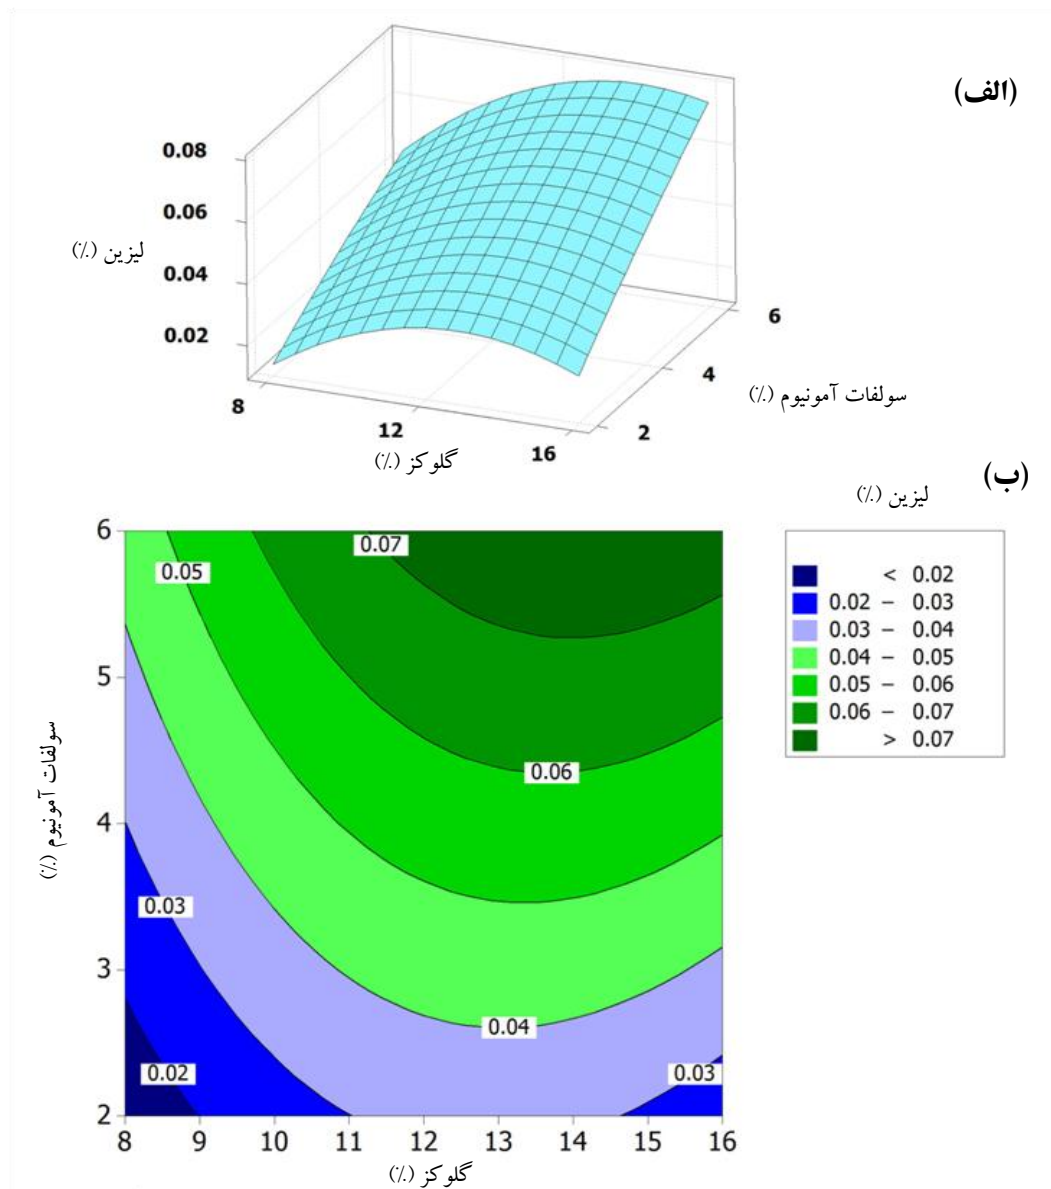 (الف)
0.08
0.06
لیزین (٪)
0.04
0.02
6
4
سولفات آمونیوم (٪)
2
8
12
16
گلوکز (٪)
(ب)
لیزین (٪)
< 0.02
0.02 – 0.03
0.03 – 0.04
0.04 – 0.05
0.05 – 0.06
0.06 – 0.07
> 0.07
6
5
4
3
2
سولفات آمونیوم (٪)
0.07
0.05
0.06
0.03
0.04
0.02
0.03
8 9 10 11 12 13 14 15 16
گلوکز (٪)